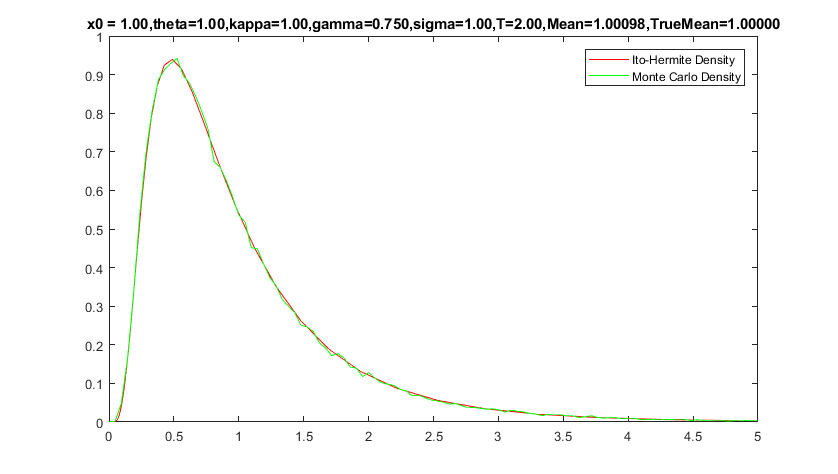 x0 = 1.00,theta=1.00,kappa=1.00,gamma=0.750,sigma=1.00,T=2.00,Mean=1.00098,TrueMean=1.00000
1
Ito-Hermite Density
0.9
Monte Carlo Density
0.8
0.7
0.6
0.5
0.4
0.3
0.2
0.1
0
0 0.5 1 1.5 2 2.5 3 3.5 4 4.5 5